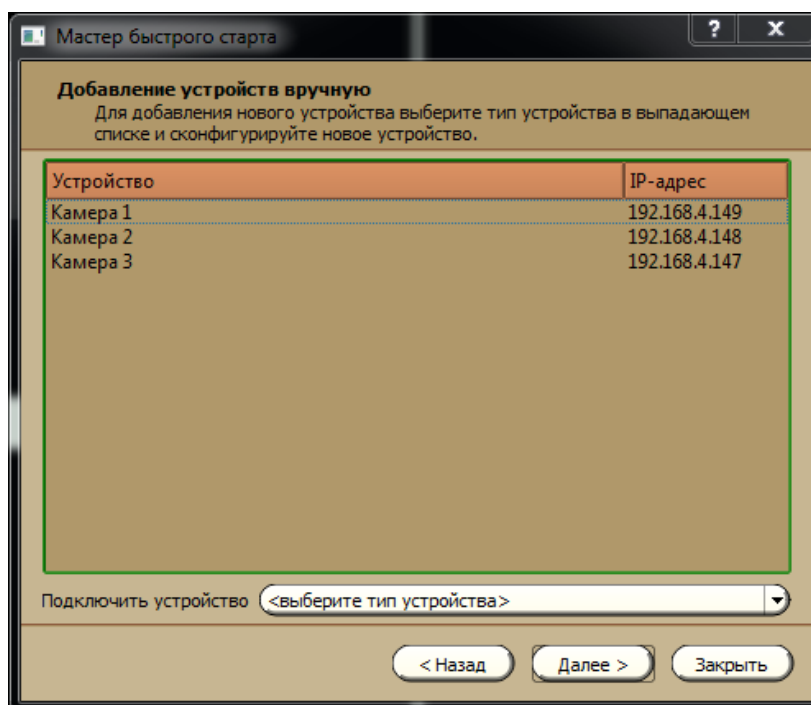 Мастер быстрого старта
? x
Добавление устройств вручную
Для добавления нового устройства выберите тип устройства в выпадающем
списке и сконфигурируйте новое устройство.
Устройство IP-адрес
Камера 1 192.168.4.149
Камера 2 192.168.4.148
Камера 3 192.168.4.147
Подключить устройство <выберите тип устройства>
< Назад Далее > Закрыть